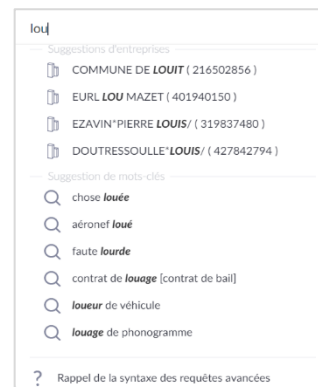 lou
Suggestions d'entreprises
COMMUNE DE LOUIT ( 216502856 )
EURL LOU MAZET ( 401940150 )
EZAVIN*PIERRE LOUIS/ ( 319837480 )
DOUTRESSOULLE*LOUIS/ ( 427842794 )
Suggestion de mots-clés
chose louée
aéronef loué
faute lourde
contrat de louage [contrat de bail]
loueur de véhicule
louage de phonogramme
? Rappel de la syntaxe des requêtes avancées